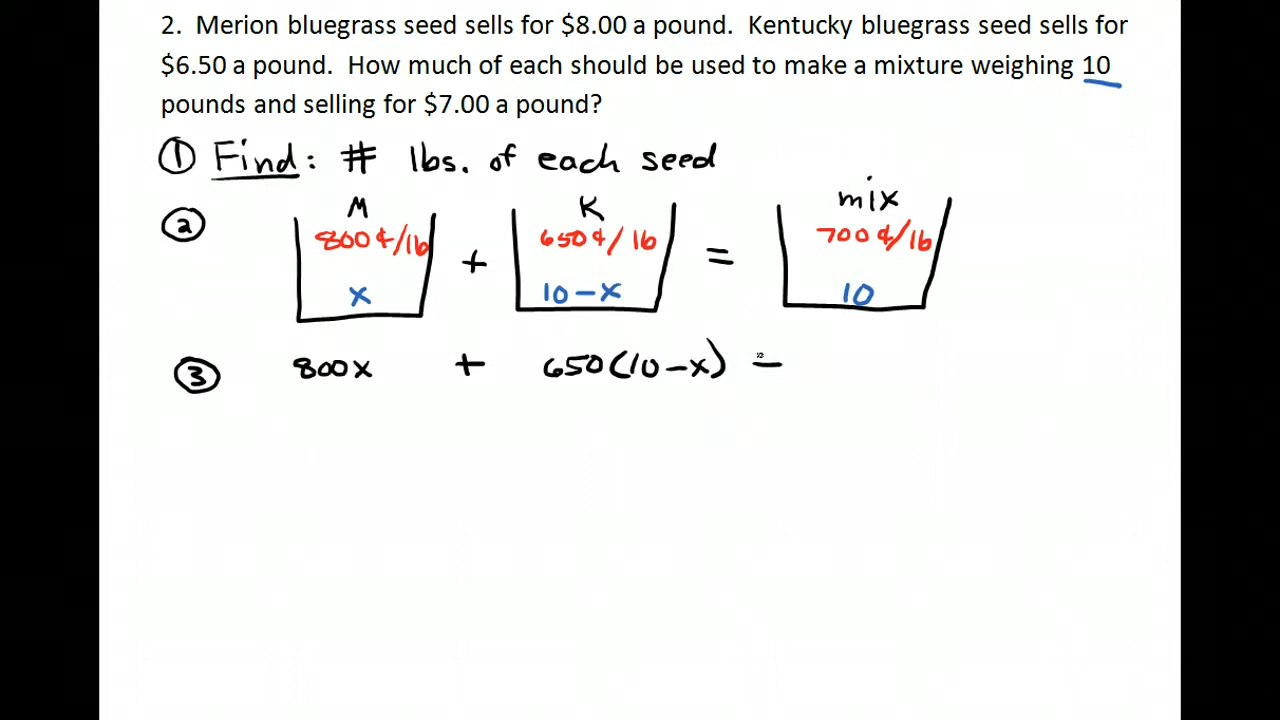 2. Merion bluegrass seed sells for $8.00 a pound. Kentucky bluegrass seed sells for
$6.50 a pound. How much of each should be used to make a mixture weighing 10
pounds and selling for $7.00 a pound?
① Find: # lbs. of each seed
② M K mix
800¢/lb + 650¢/lb = 700¢/lb
x 10-x 10
③ 800x + 650(10-x) =